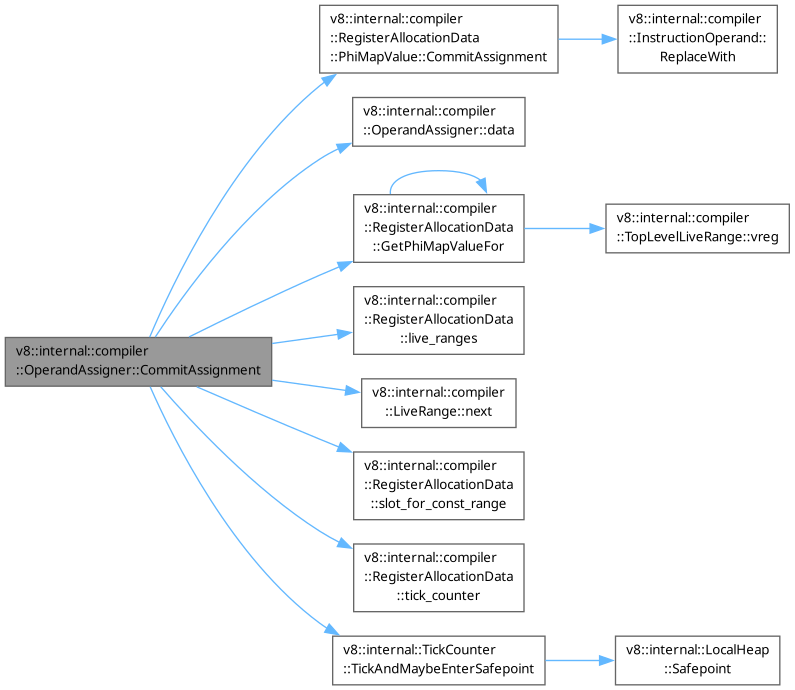 v8::internal::compiler
::RegisterAllocationData
::PhiMapValue::CommitAssignment
v8::internal::compiler
::InstructionOperand::
ReplaceWith
v8::internal::compiler
::OperandAssigner::data
v8::internal::compiler
::RegisterAllocationData
::GetPhiMapValueFor
v8::internal::compiler
::TopLevelLiveRange::vreg
v8::internal::compiler
::RegisterAllocationData
::live_ranges
v8::internal::compiler
::OperandAssigner::CommitAssignment
v8::internal::compiler
::LiveRange::next
v8::internal::compiler
::RegisterAllocationData
::slot_for_const_range
v8::internal::compiler
::RegisterAllocationData
::tick_counter
v8::internal::TickCounter
::TickAndMaybeEnterSafepoint
v8::internal::LocalHeap
::Safepoint